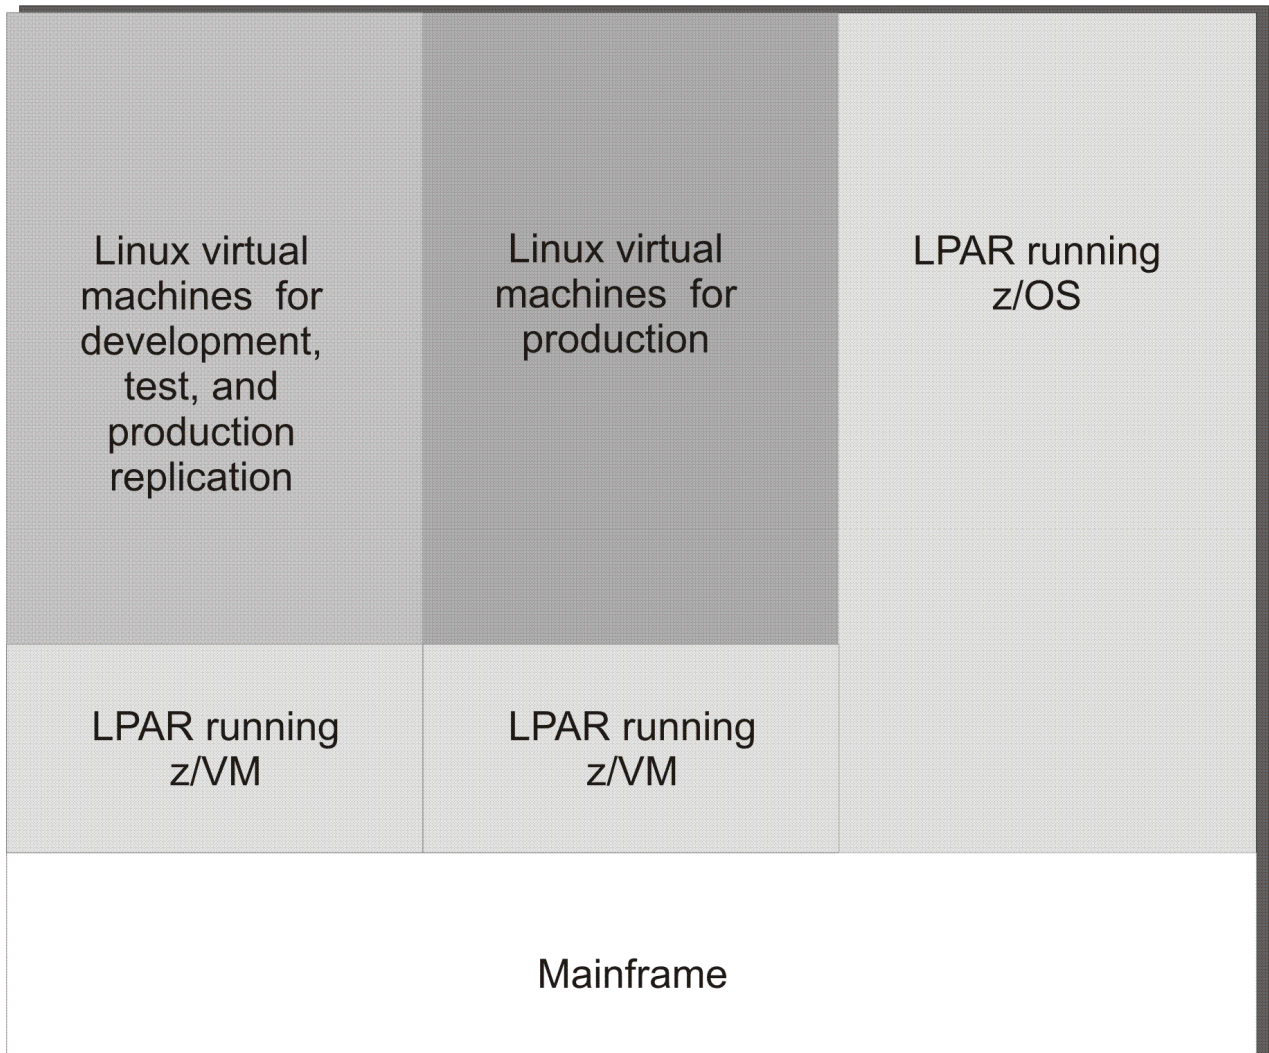 Linux virtual
machines for
development,
test, and
production
replication
Linux virtual
machines for
production
LPAR running
z/OS
LPAR running
z/VM
LPAR running
z/VM
Mainframe